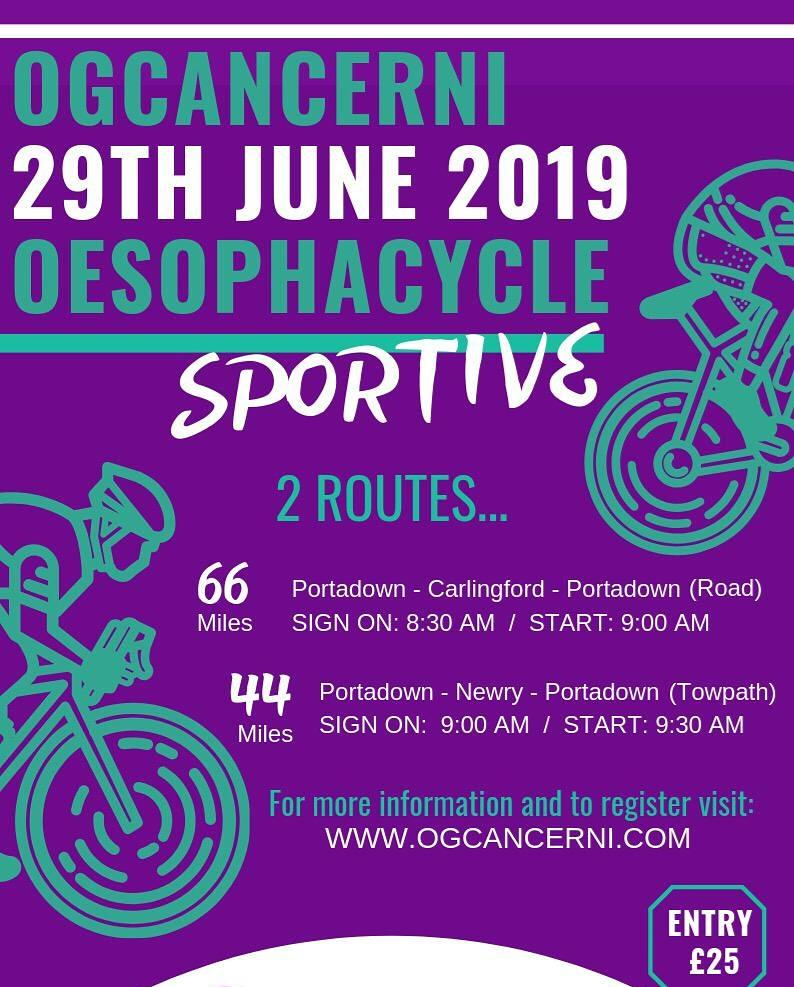 OGCANCERNI
29TH JUNE 2019
OESOPHACYCLE
SPORTIVE
2 ROUTES...
66 Miles
Portadown - Carlingford - Portadown (Road)
SIGN ON: 8:30 AM / START: 9:00 AM
44 Miles
Portadown - Newry - Portadown (Towpath)
SIGN ON: 9:00 AM / START: 9:30 AM
For more information and to register visit:
WWW.OGCANCERNI.COM
ENTRY
£25